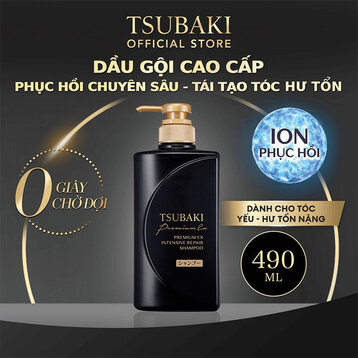 TSUBAKI
OFFICIAL STORE
DẦU GỘI CAO CẤP
PHỤC HỒI CHUYÊN SÂU - TÁI TẠO TÓC HƯ TỔN
0 GIÂY
CHỜ ĐỢI
ION
PHỤC HỒI
TSUBAKI
Premium Ex
PREMIUM EX
INTENSIVE REPAIR
SHAMPOO
シャンプー
DÀNH CHO TÓC
YẾU - HƯ TỔN NẶNG
490
ML